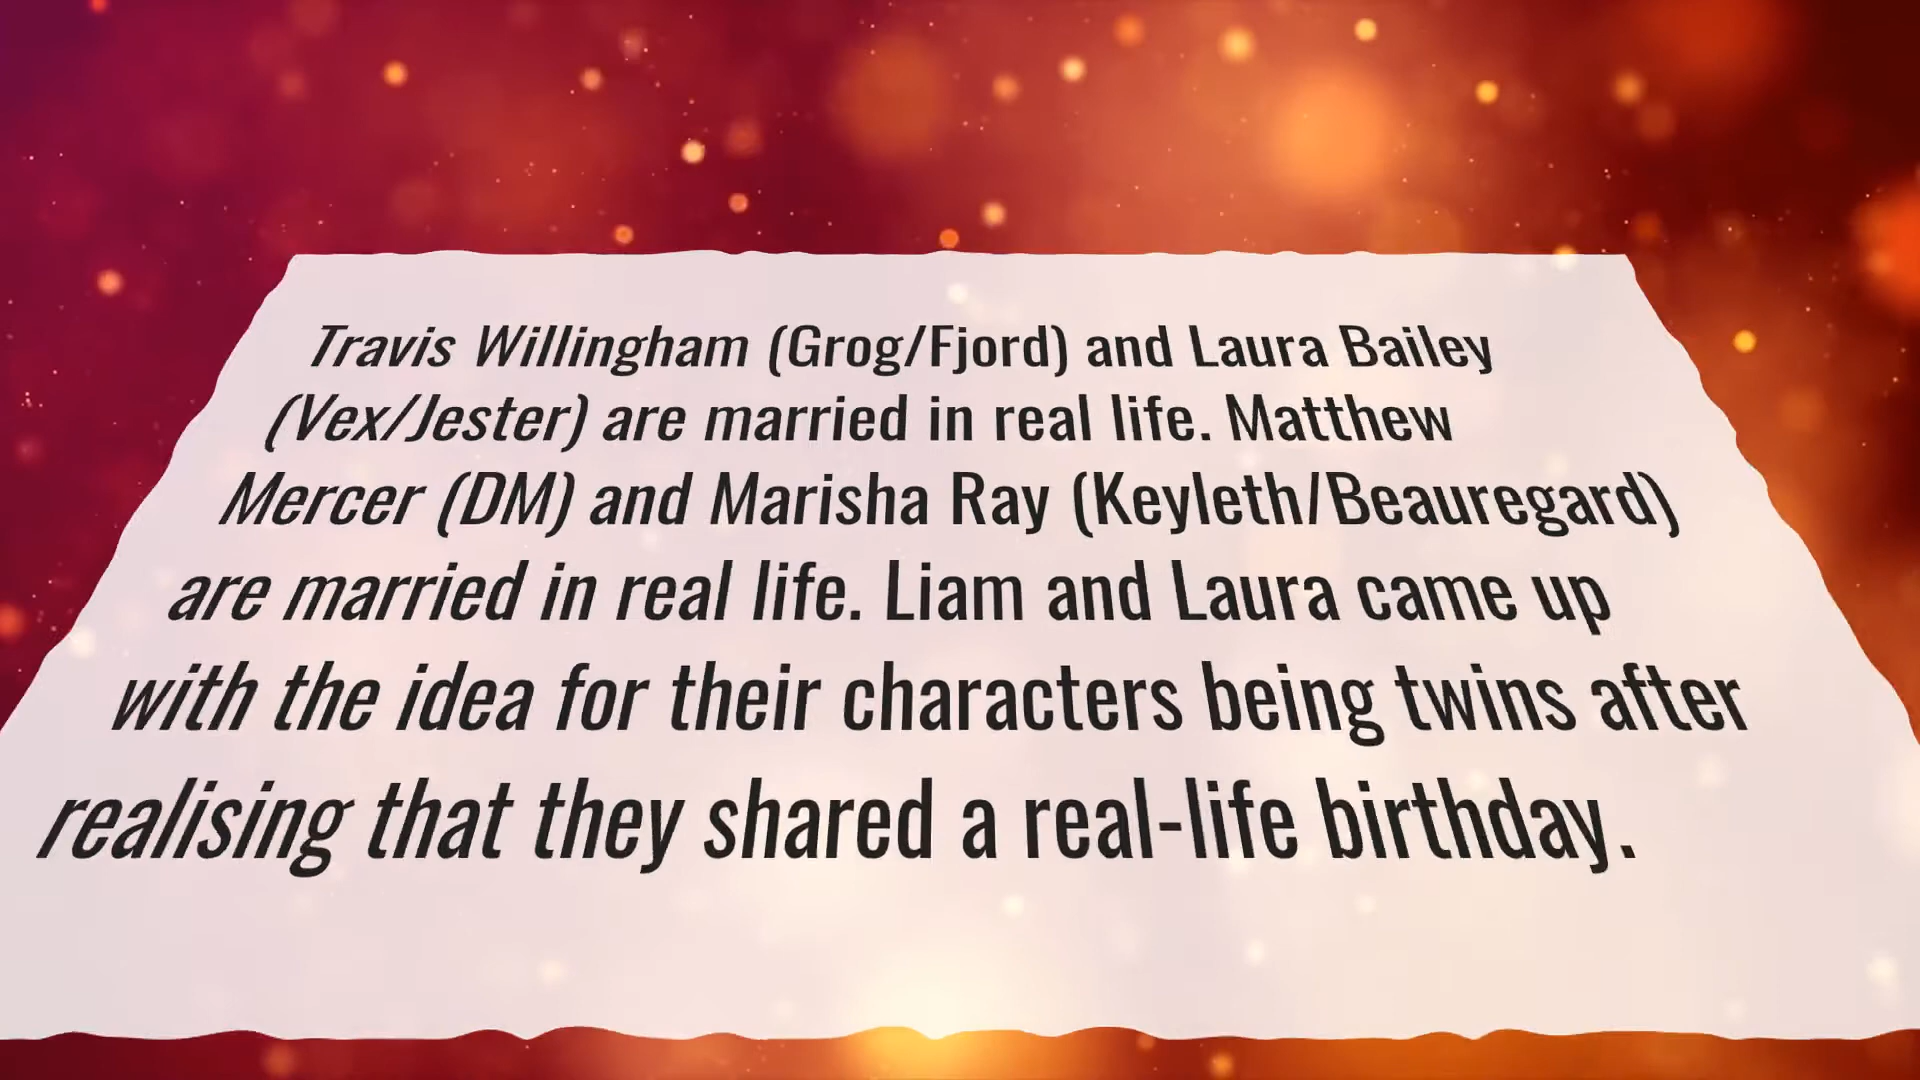 Travis Willingham (Grog/Fjord) and Laura Bailey
(Vex/Jester) are married in real life. Matthew
Mercer (DM) and Marisha Ray (Keyleth/Beauregard)
are married in real life. Liam and Laura came up
with the idea for their characters being twins after
realising that they shared a real-life birthday.